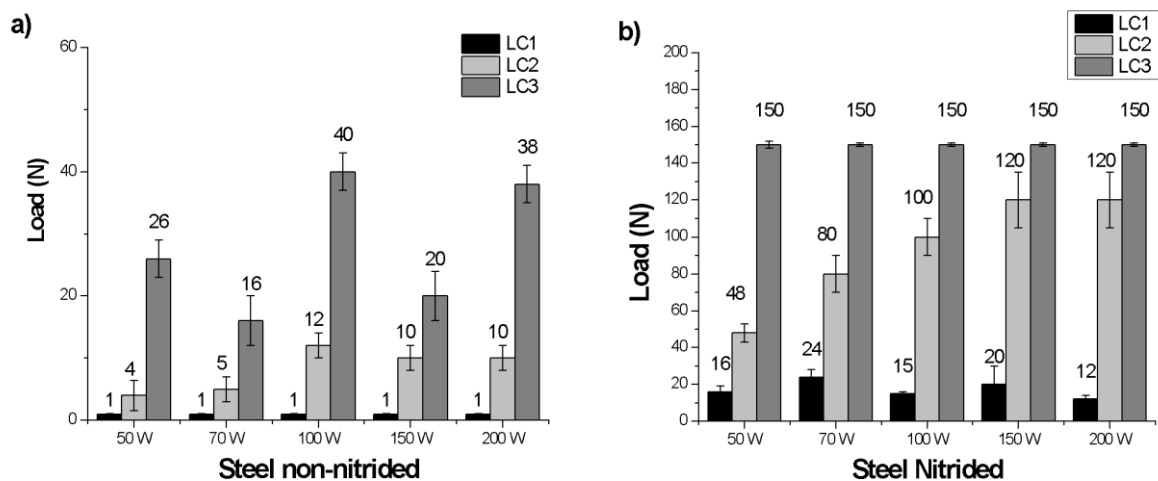 a)
LC1
LC2
LC3
60
40
20
0
Load (N)
1 4 26
1 5 16
1 12 40
1 10 20
1 10 38
50 W 70 W 100 W 150 W 200 W
Steel non-nitrided
b)
LC1
LC2
LC3
200
180
160
140
120
100
80
60
40
20
0
Load (N)
16 48 150
24 80 150
15 100 150
20 120 150
12 120 150
50 W 70 W 100 W 150 W 200 W
Steel Nitrided